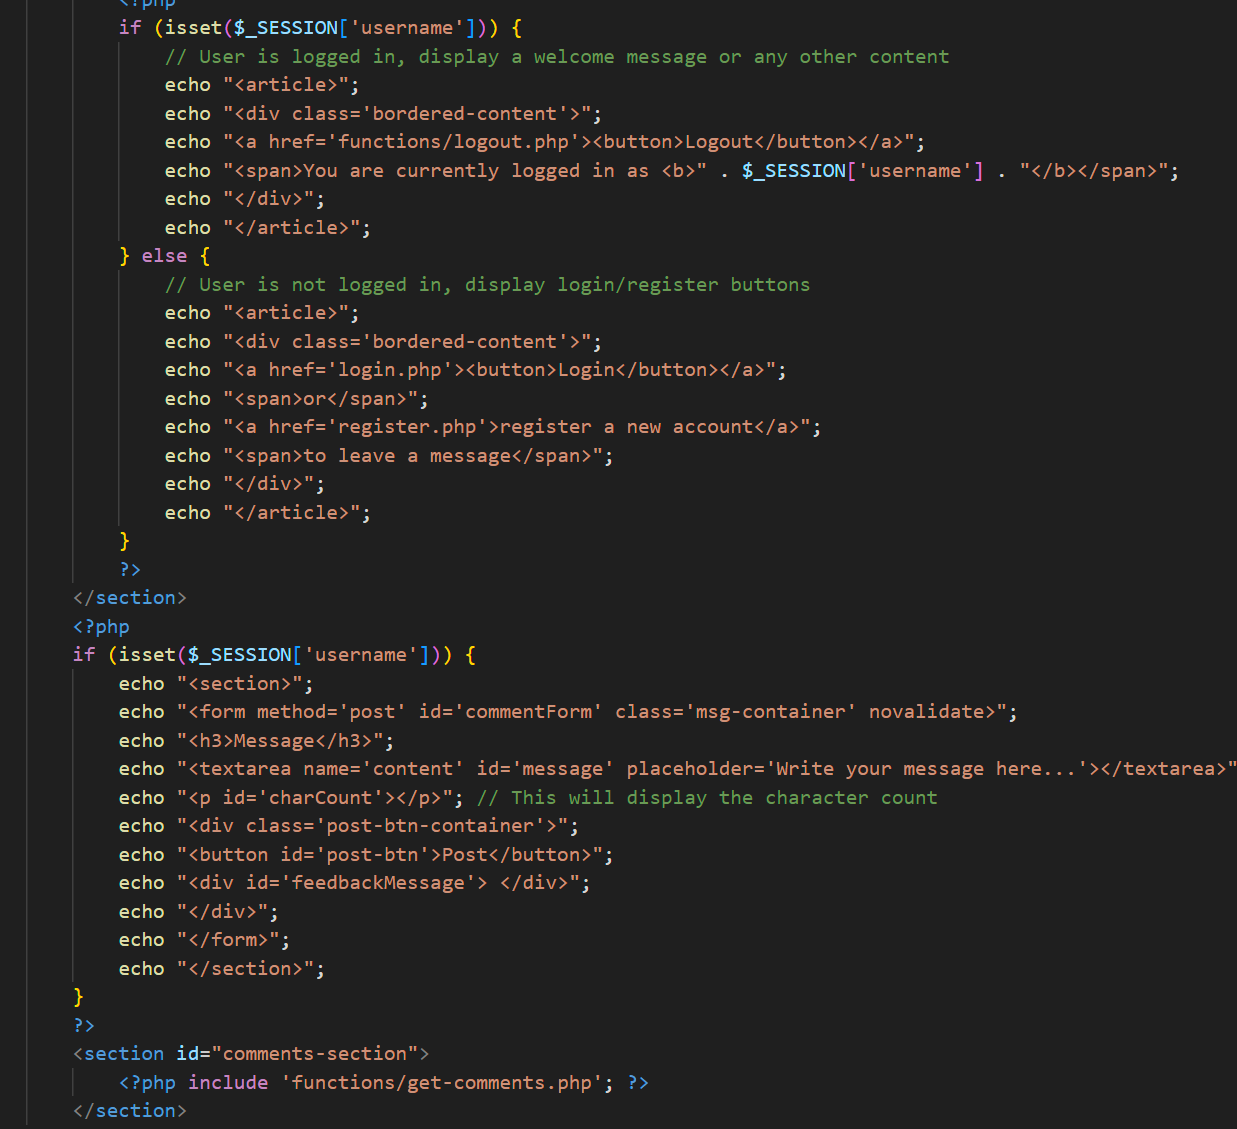 <?php
if (isset($_SESSION['username'])) {
// User is logged in, display a welcome message or any other content
echo "<article>";
echo "<div class='bordered-content'>";
echo "<a href='functions/logout.php'><button>Logout</button></a>";
echo "<span>You are currently logged in as <b>" . $_SESSION['username'] . "</b></span>";
echo "</div>";
echo "</article>";
} else {
// User is not logged in, display login/register buttons
echo "<article>";
echo "<div class='bordered-content'>";
echo "<a href='login.php'><button>Login</button></a>";
echo "<span>or</span>";
echo "<a href='register.php'>register a new account</a>";
echo "<span>to leave a message</span>";
echo "</div>";
echo "</article>";
}
?>
</section>
<?php
if (isset($_SESSION['username'])) {
echo "<section>";
echo "<form method='post' id='commentForm' class='msg-container' novalidate>";
echo "<h3>Message</h3>";
echo "<textarea name='content' id='message' placeholder='Write your message here...'></textarea>"
echo "<p id='charCount'></p>"; // This will display the character count
echo "<div class='post-btn-container'>";
echo "<button id='post-btn'>Post</button>";
echo "<div id='feedbackMessage'> </div>";
echo "</div>";
echo "</form>";
echo "</section>";
}
?>
<section id="comments-section">
<?php include 'functions/get-comments.php'; ?>
</section>